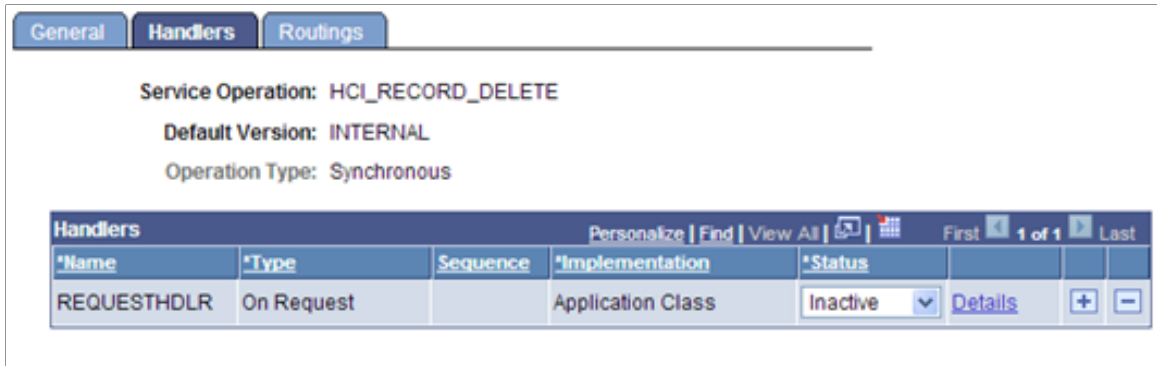 General Handlers Routings
Service Operation: HCI_RECORD_DELETE
Default Version: INTERNAL
Operation Type: Synchronous
Handlers Personalize | Find | View All | | First 1 of 1 Last
*Name *Type Sequence *Implementation *Status
REQUESTHDLR On Request Application Class Inactive Details + -